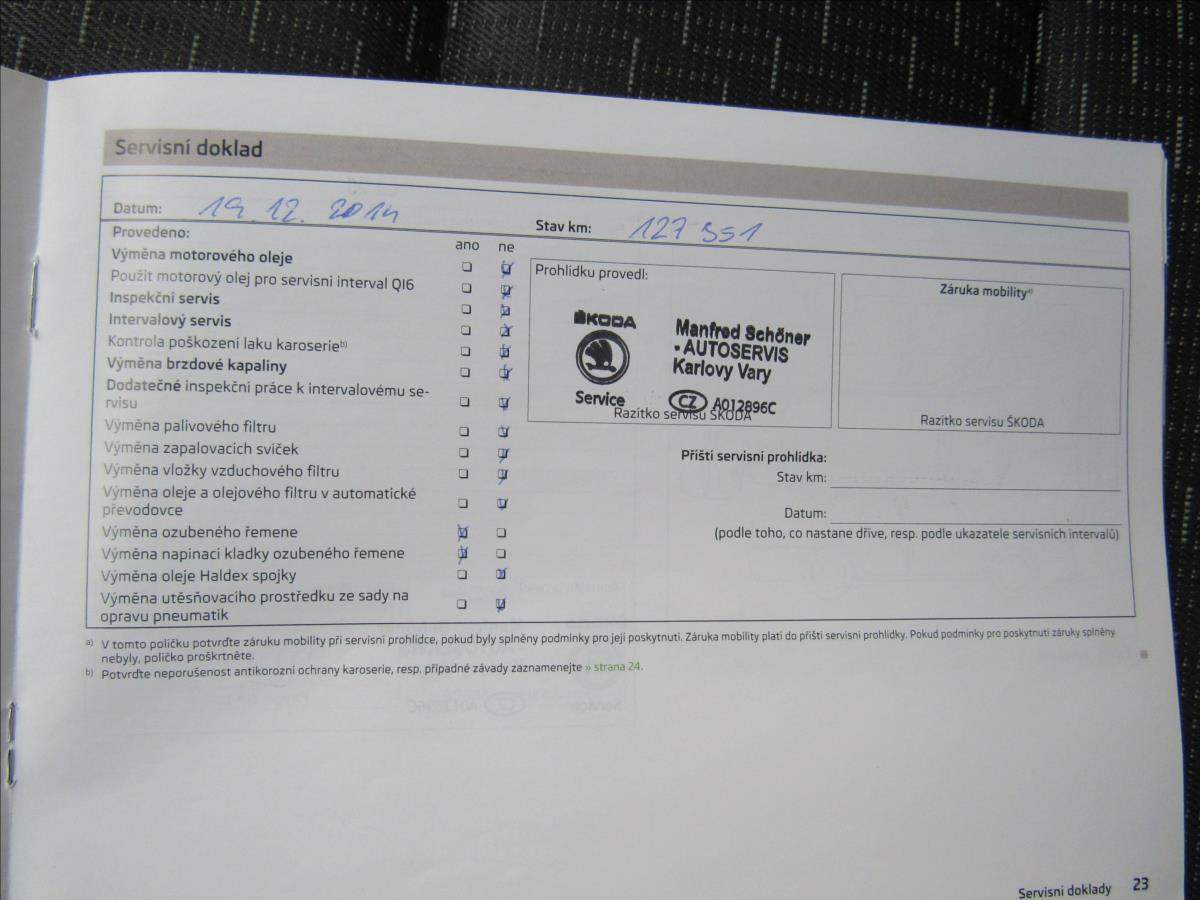 Servisní doklad
Datum: 19. 12. 2014
Stav km: 127 551
Provedeno:
ano ne
Výměna motorového oleje
Použit motorový olej pro servisní interval QI6
Inspekční servis
Intervalový servis
Kontrola poškození laku karoserieb)
Výměna brzdové kapaliny
Dodatečné inspekční práce k intervalovému se-
rvisu
Výměna palivového filtru
Výměna zapalovacích svíček
Výměna vložky vzduchového filtru
Výměna oleje a olejového filtru v automatické
převodovce
Výměna ozubeného řemene
Výměna napínací kladky ozubeného řemene
Výměna oleje Haldex spojky
Výměna utěsňovacího prostředku ze sady na
opravu pneumatik
Prohlídku provedl:
ŠKODA
Service
Manfred Schöner
• AUTOSERVIS
Karlovy Vary
CZ A012896C
Razítko servisu ŠKODA
Záruka mobilitya)
Razítko servisu ŠKODA
Příští servisní prohlídka:
Stav km:
Datum:
(podle toho, co nastane dříve, resp. podle ukazatele servisních intervalů)
a) V tomto políčku potvrďte záruku mobility při servisní prohlídce, pokud byly splněny podmínky pro její poskytnutí. Záruka mobility platí do příští servisní prohlídky. Pokud podmínky pro poskytnutí záruky splněny
nebyly, políčko proškrtněte.
b) Potvrďte neporušenost antikorozní ochrany karoserie, resp. případné závady zaznamenejte » strana 24.
Servisní doklady 23